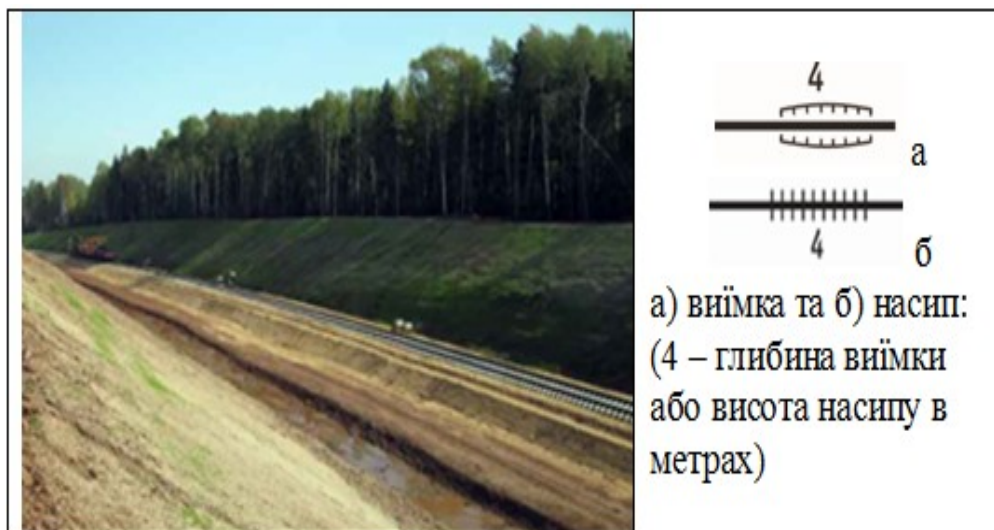 4
а
4
б
а) виїмка та б) насип:
(4 – глибина виїмки
або висота насипу в
метрах)